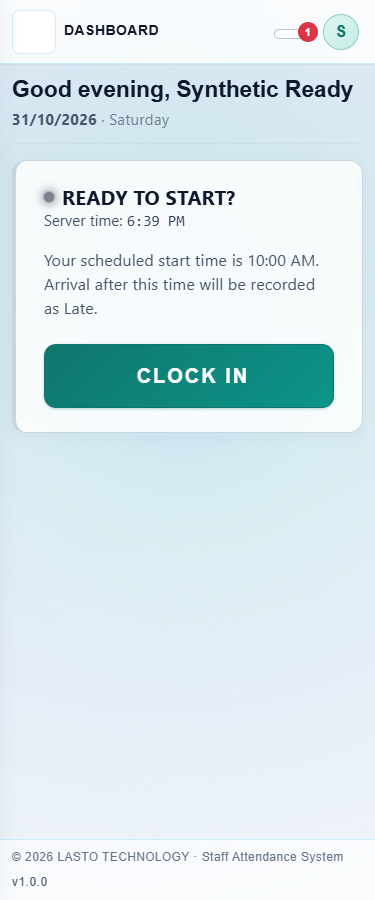 DASHBOARD
1
S
Good evening, Synthetic Ready
31/10/2026 · Saturday
READY TO START?
Server time: 6:39 PM
Your scheduled start time is 10:00 AM.
Arrival after this time will be recorded
as Late.
CLOCK IN
© 2026 LASTO TECHNOLOGY · Staff Attendance System
v1.0.0